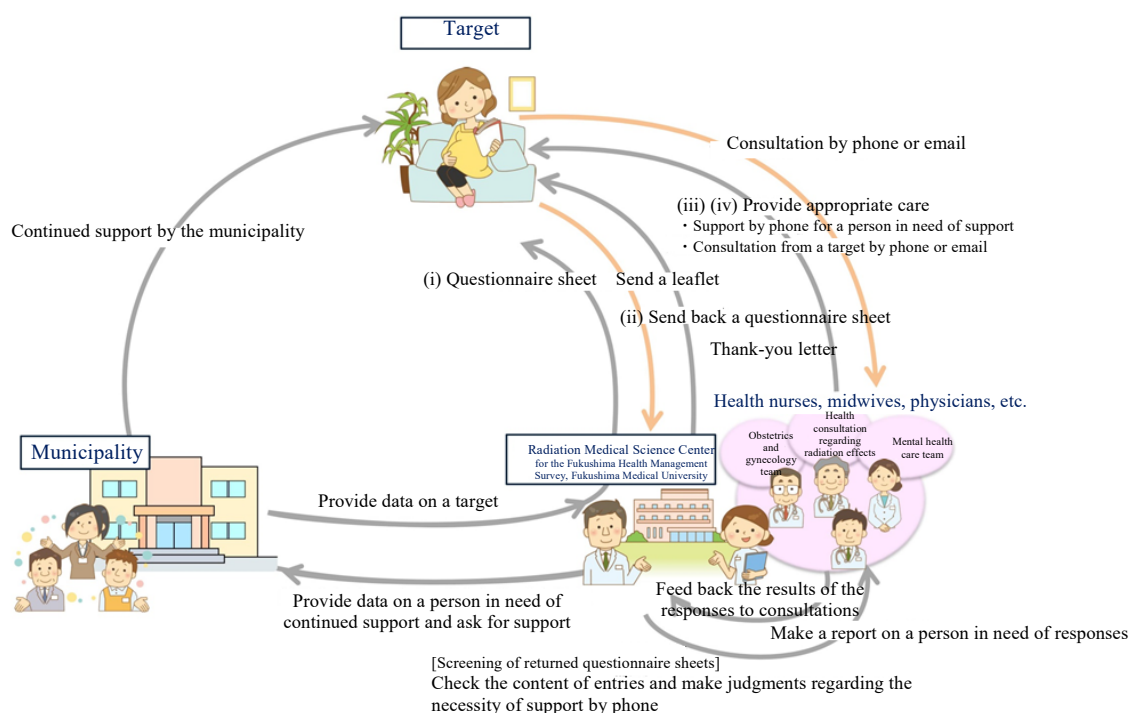 Target
Consultation by phone or email
(iii) (iv) Provide appropriate care
・Support by phone for a person in need of support
・Consultation from a target by phone or email
Continued support by the municipality
(i) Questionnaire sheet
Send a leaflet
(ii) Send back a questionnaire sheet
Thank-you letter
Health nurses, midwives, physicians, etc.
Obstetrics
and
gynecology
team
Health
consultation
regarding
radiation effects
Mental health
care team
Municipality
Radiation Medical Science Center
for the Fukushima Health Management
Survey, Fukushima Medical University
Provide data on a target
Provide data on a person in need of
continued support and ask for support
Feed back the results of the
responses to consultations
Make a report on a person in need of responses
[Screening of returned questionnaire sheets]
Check the content of entries and make judgments regarding the
necessity of support by phone